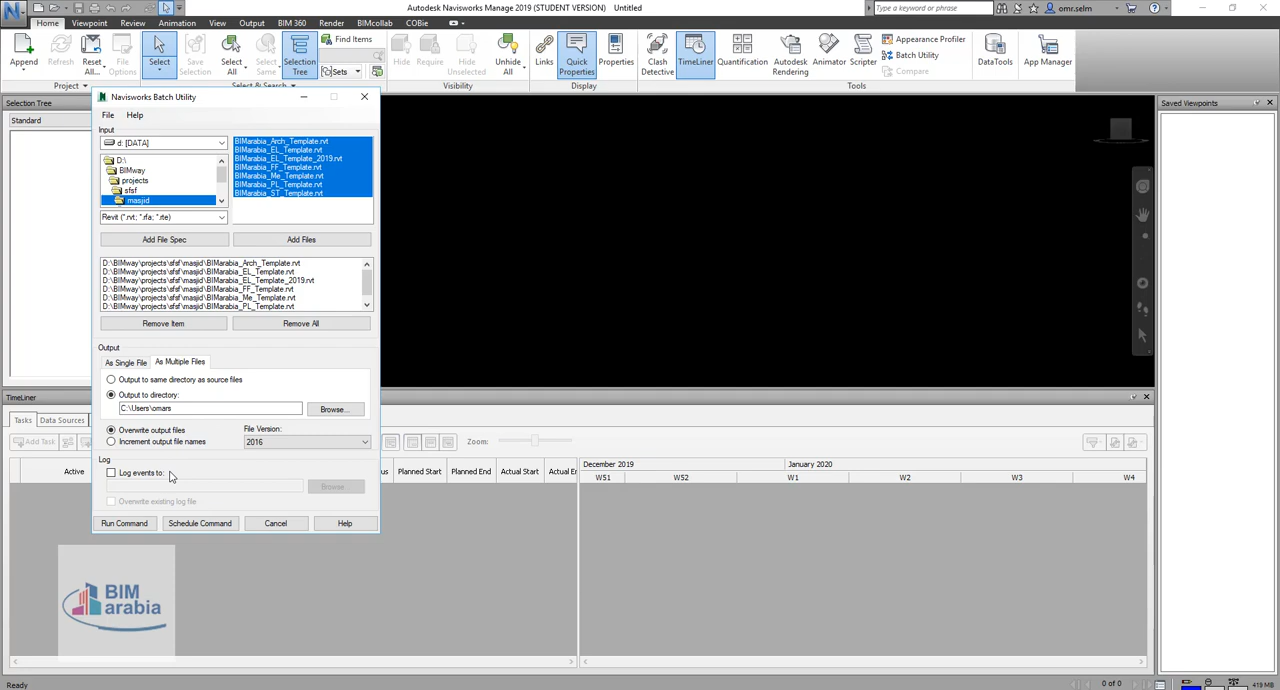 Autodesk Navisworks Manage 2019 (STUDENT VERSION) Untitled
Type a keyword or phrase
omr.selm
Home Viewpoint Review Animation View Output BIM 360 Render BIMcollab COBie
Append
Refresh
Reset All...
File Options
Select
Save Selection
Select All
Select Same
Selection Tree
Find Items
Sets
Hide
Require
Hide Unselected
Unhide All
Links
Quick Properties
Properties
Clash Detective
TimeLiner
Quantification
Autodesk Rendering
Animator
Scripter
Appearance Profiler
Batch Utility
Compare
DataTools
App Manager
Project
Select & Search
Visibility
Display
Tools
Selection Tree
Standard
Saved Viewpoints
Navisworks Batch Utility
File Help
Input
d: [DATA]
D:\
BIMway
projects
sfsf
masjid
BIMarabia_Arch_Template.rvt
BIMarabia_EL_Template.rvt
BIMarabia_EL_Template_2019.rvt
BIMarabia_FF_Template.rvt
BIMarabia_Me_Template.rvt
BIMarabia_PL_Template.rvt
BIMarabia_ST_Template.rvt
Revit (*.rvt; *.rfa; *.rte)
Add File Spec
Add Files
D:\BIMway\projects\sfsf\masjid\BIMarabia_Arch_Template.rvt
D:\BIMway\projects\sfsf\masjid\BIMarabia_EL_Template.rvt
D:\BIMway\projects\sfsf\masjid\BIMarabia_EL_Template_2019.rvt
D:\BIMway\projects\sfsf\masjid\BIMarabia_FF_Template.rvt
D:\BIMway\projects\sfsf\masjid\BIMarabia_Me_Template.rvt
D:\BIMway\projects\sfsf\masjid\BIMarabia_PL_Template.rvt
Remove Item
Remove All
Output
As Single File As Multiple Files
Output to same directory as source files
Output to directory:
C:\Users\omars
Browse...
Overwrite output files
Increment output file names
File Version:
2016
Log
Log events to:
Browse
Overwrite existing log file
Run Command
Schedule Command
Cancel
Help
TimeLiner
Tasks Data Sources
Add Task
Zoom:
Active
Planned Start
Planned End
Actual Start
December 2019
January 2020
W51 W52 W1 W2 W3 W4
BIM
arabia
Ready
0 of 0
419 MB